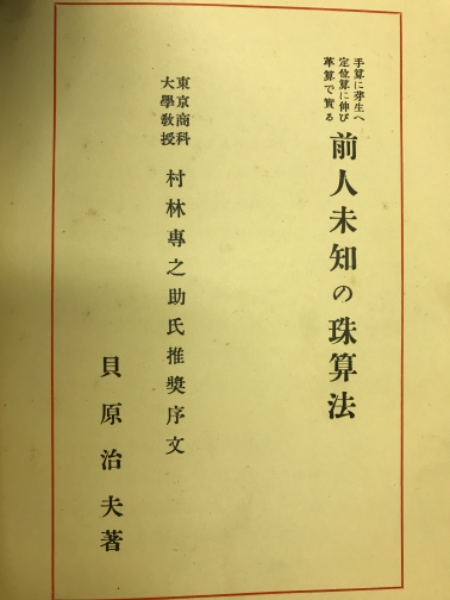 手算に芽生へ
定位算に伸び
革算で實る
前人未知の珠算法
東京商科
大學教授
村林專之助氏推奬序文
貝原治夫著